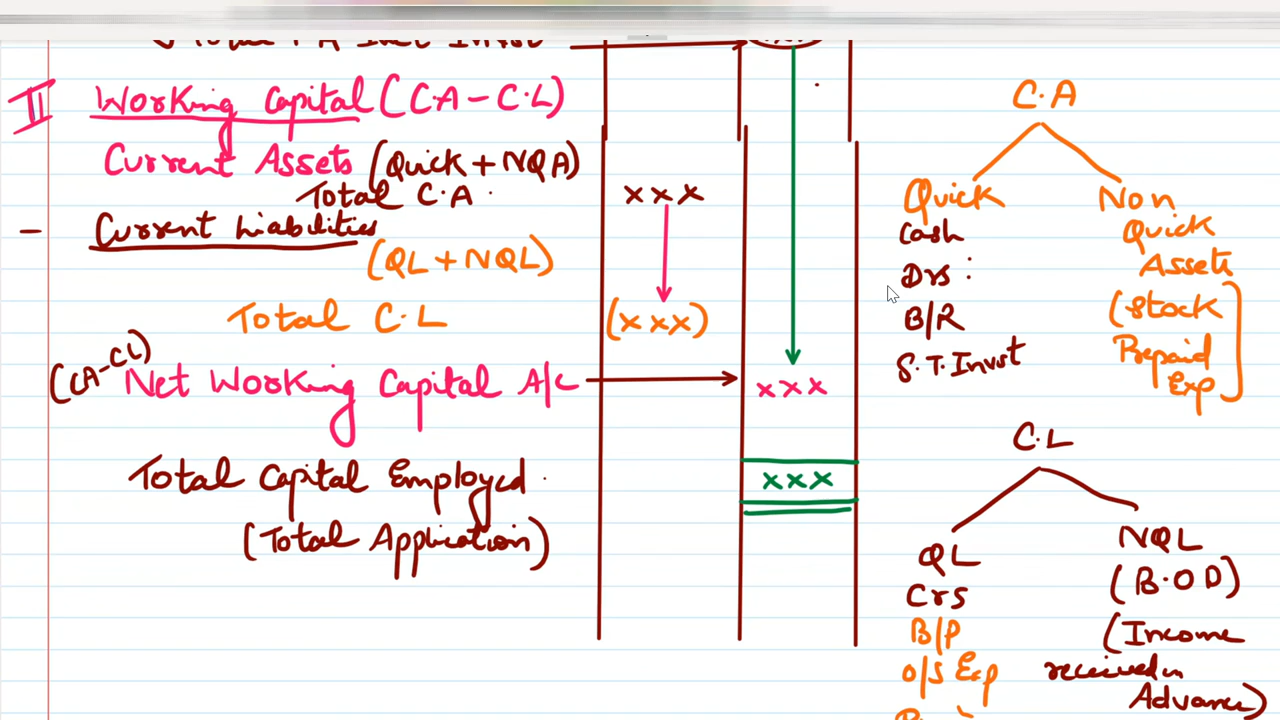 II Working Capital (C.A - C.L)
Current Assets (Quick + NQA)
Total C.A xxx
- Current Liabilities
(QL + NQL)
Total C.L (xxx)
(CA-CL) Net Working Capital A/c xxx
Total Capital Employed xxx
(Total Application)
C.A
Quick
Cash
Drs :
B/R
S.T. Invst
Non
Quick
Assets
(Stock
Prepaid
Exp)
C.L
QL
Crs
B/P
O/S Exp
NQL
(B.O.D)
(Income
received in
Advance)